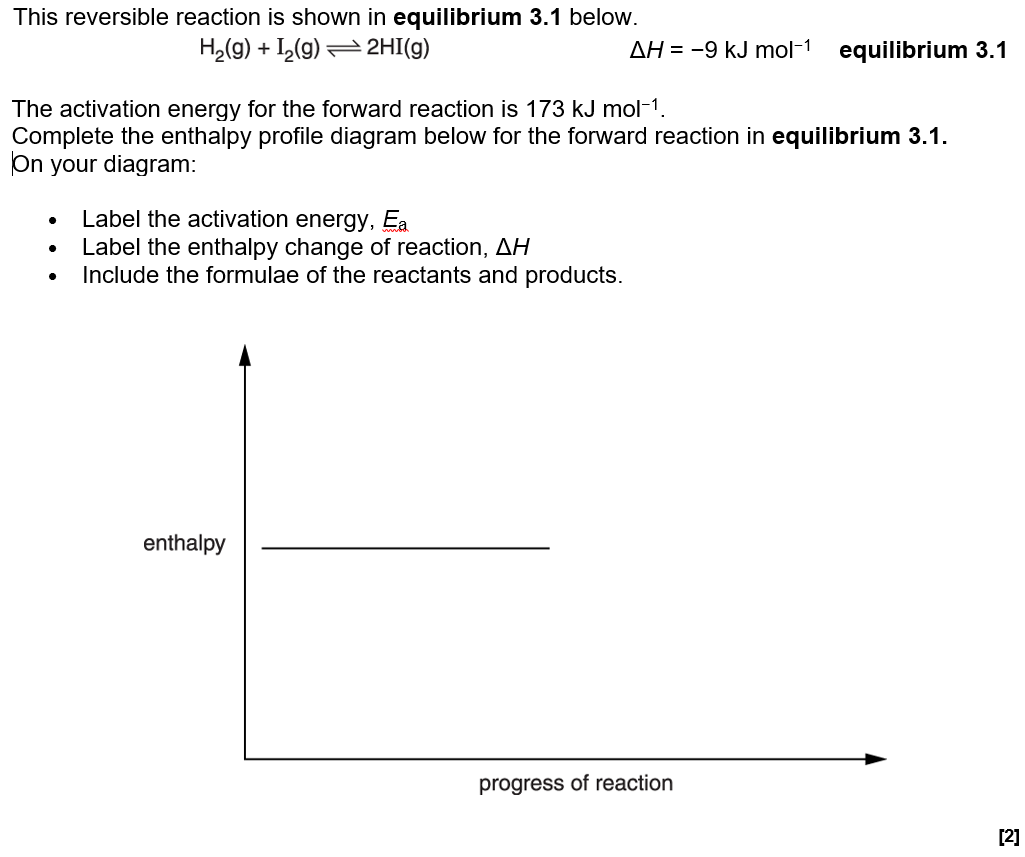 This reversible reaction is shown in equilibrium 3.1 below.
H₂(g) + I₂(g) ⇌ 2HI(g) ΔH = −9 kJ mol⁻¹ equilibrium 3.1
The activation energy for the forward reaction is 173 kJ mol⁻¹.
Complete the enthalpy profile diagram below for the forward reaction in equilibrium 3.1.
On your diagram:
• Label the activation energy, Eₐ
• Label the enthalpy change of reaction, ΔH
• Include the formulae of the reactants and products.
enthalpy
progress of reaction
[2]